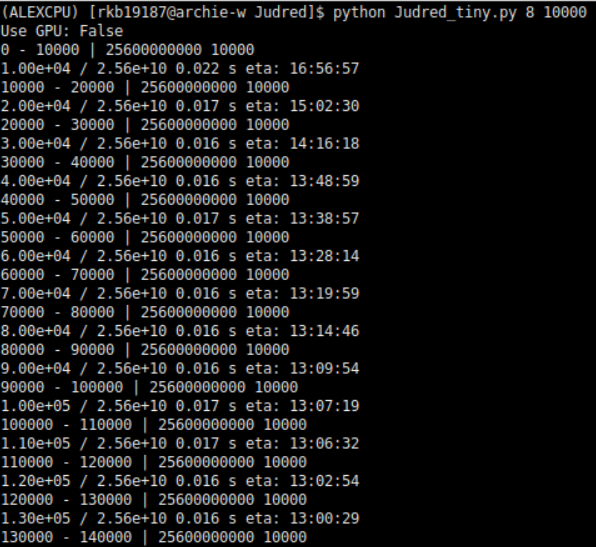 (ALEXCPU) [rkb19187@archie-w Judred]$ python Judred_tiny.py 8 10000
Use GPU: False
0 - 10000 | 25600000000 10000
1.00e+04 / 2.56e+10 0.022 s eta: 16:56:57
10000 - 20000 | 25600000000 10000
2.00e+04 / 2.56e+10 0.017 s eta: 15:02:30
20000 - 30000 | 25600000000 10000
3.00e+04 / 2.56e+10 0.016 s eta: 14:16:18
30000 - 40000 | 25600000000 10000
4.00e+04 / 2.56e+10 0.016 s eta: 13:48:59
40000 - 50000 | 25600000000 10000
5.00e+04 / 2.56e+10 0.017 s eta: 13:38:57
50000 - 60000 | 25600000000 10000
6.00e+04 / 2.56e+10 0.016 s eta: 13:28:14
60000 - 70000 | 25600000000 10000
7.00e+04 / 2.56e+10 0.016 s eta: 13:19:59
70000 - 80000 | 25600000000 10000
8.00e+04 / 2.56e+10 0.016 s eta: 13:14:46
80000 - 90000 | 25600000000 10000
9.00e+04 / 2.56e+10 0.016 s eta: 13:09:54
90000 - 100000 | 25600000000 10000
1.00e+05 / 2.56e+10 0.017 s eta: 13:07:19
100000 - 110000 | 25600000000 10000
1.10e+05 / 2.56e+10 0.017 s eta: 13:06:32
110000 - 120000 | 25600000000 10000
1.20e+05 / 2.56e+10 0.016 s eta: 13:02:54
120000 - 130000 | 25600000000 10000
1.30e+05 / 2.56e+10 0.016 s eta: 13:00:29
130000 - 140000 | 25600000000 10000